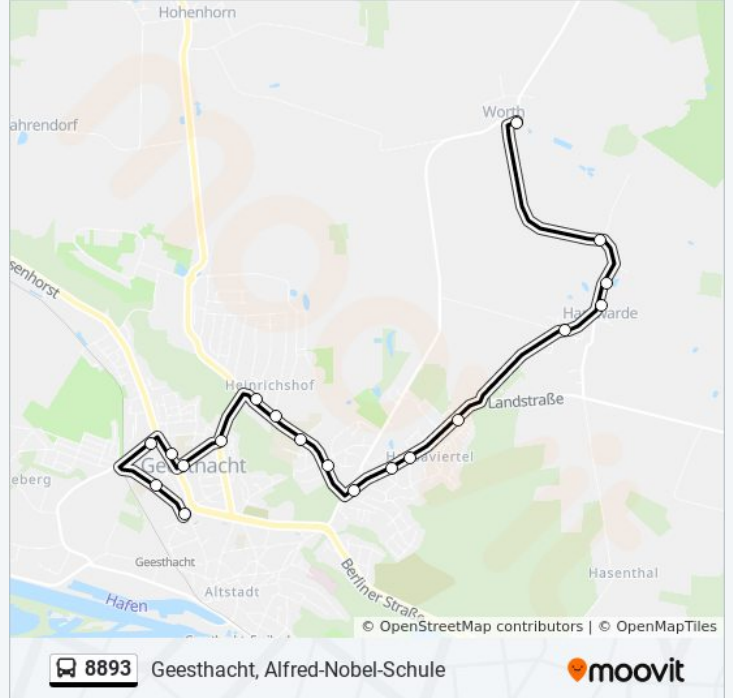 Hohenhorn
Worth
ahrendorf
senhorst
Heinrichshof
Landstraße
Geesthacht
eberg
Geesthacht
Altstadt
Hasenthal
Hafen
Berliner Straße
© OpenStreetMap contributors | © OpenMapTiles
8893 Geesthacht, Alfred-Nobel-Schule
moovit